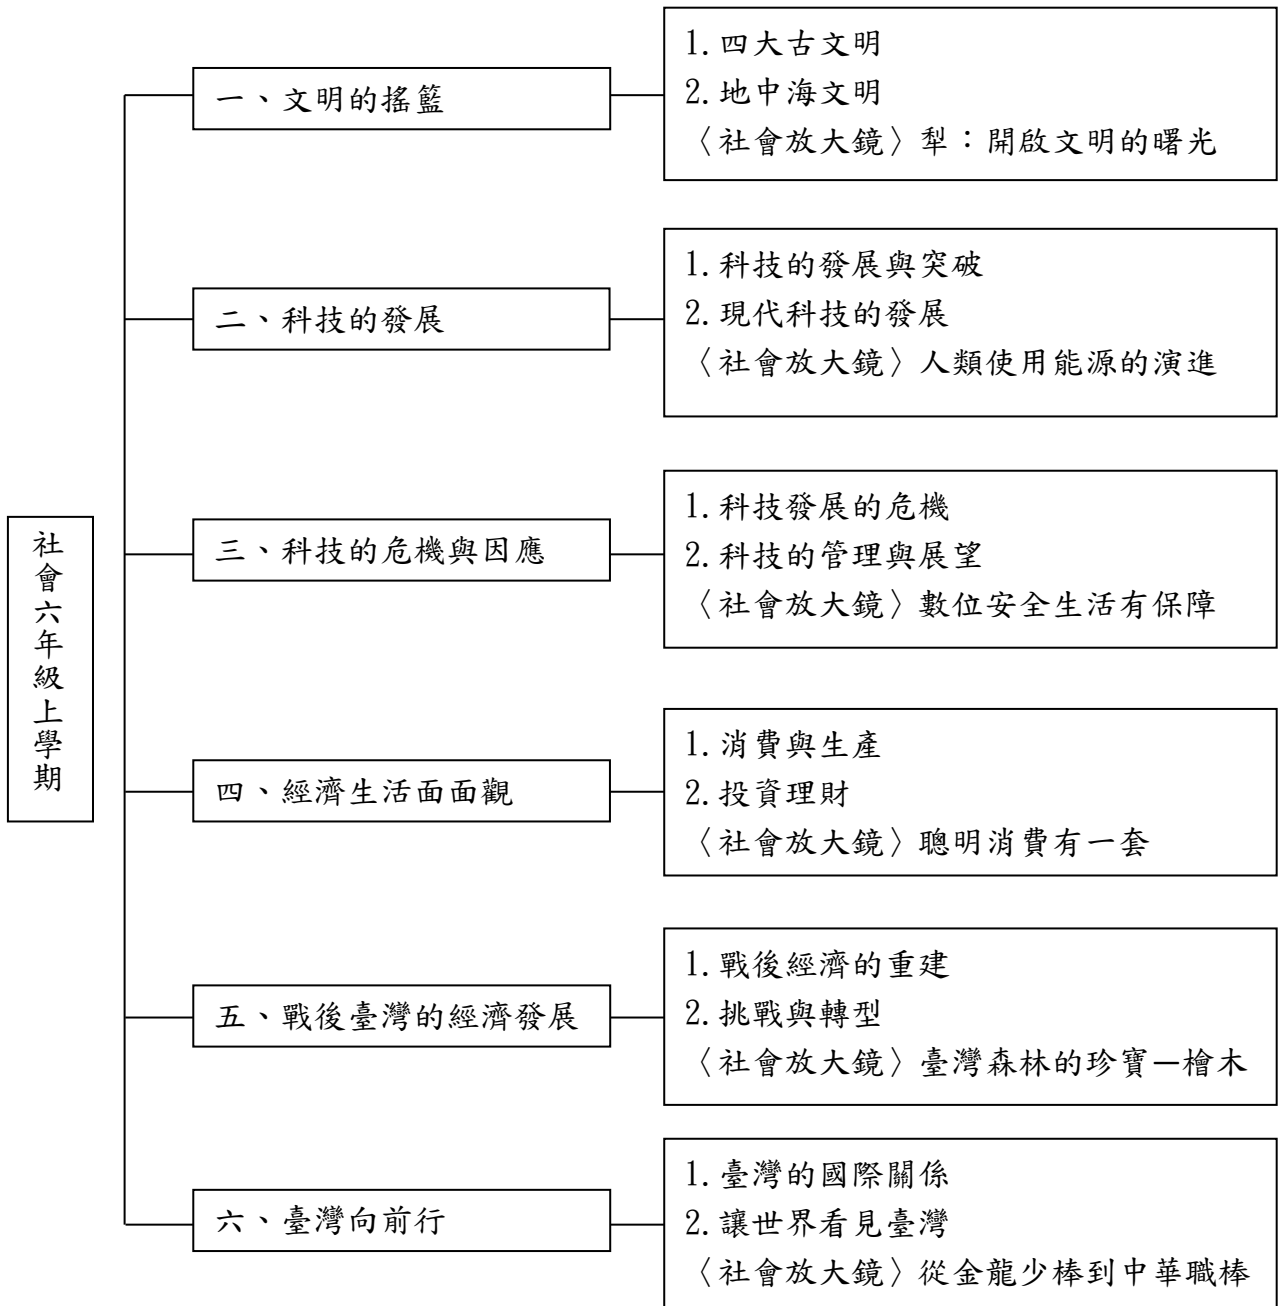 社會六年級上學期
一、文明的搖籃
1.四大古文明
2.地中海文明
〈社會放大鏡〉犁：開啟文明的曙光
二、科技的發展
1.科技的發展與突破
2.現代科技的發展
〈社會放大鏡〉人類使用能源的演進
三、科技的危機與因應
1.科技發展的危機
2.科技的管理與展望
〈社會放大鏡〉數位安全生活有保障
四、經濟生活面面觀
1.消費與生產
2.投資理財
〈社會放大鏡〉聰明消費有一套
五、戰後臺灣的經濟發展
1.戰後經濟的重建
2.挑戰與轉型
〈社會放大鏡〉臺灣森林的珍寶—檜木
六、臺灣向前行
1.臺灣的國際關係
2.讓世界看見臺灣
〈社會放大鏡〉從金龍少棒到中華職棒